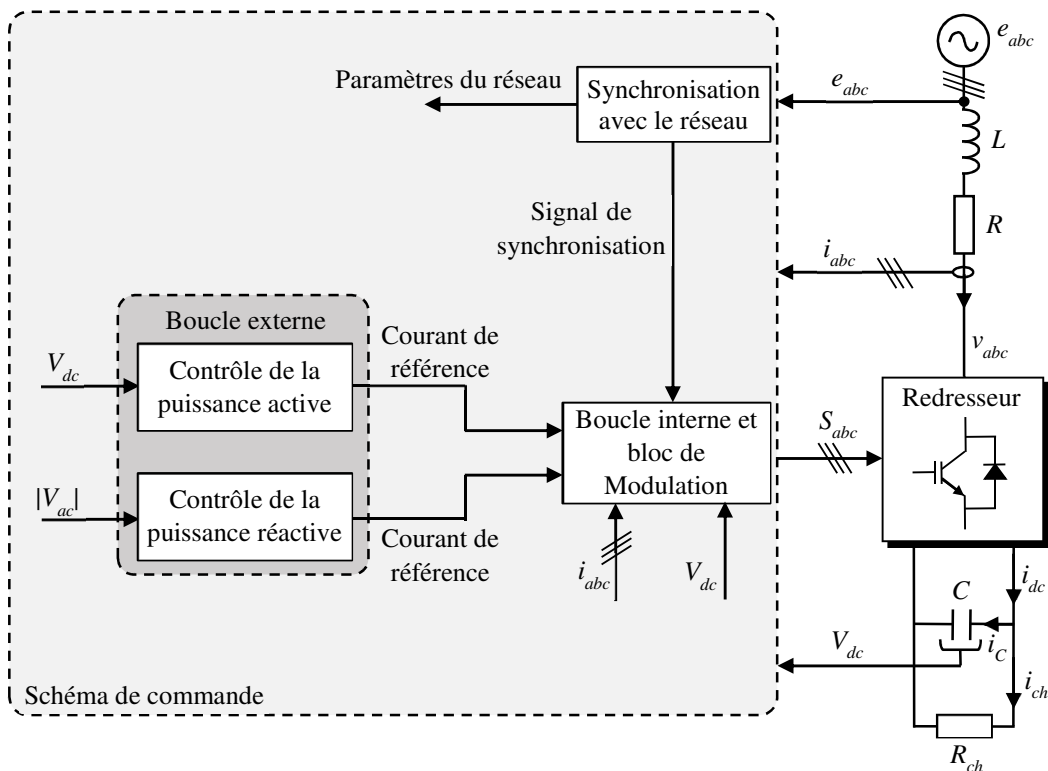 e_abc
Paramètres du réseau
Synchronisation
avec le réseau
e_abc
L
Signal de
synchronisation
R
i_abc
Boucle externe
Courant de
référence
v_abc
V_dc
Contrôle de la
puissance active
Redresseur
Boucle interne et
bloc de
Modulation
S_abc
|V_ac|
Contrôle de la
puissance réactive
Courant de
référence
i_abc
V_dc
i_dc
C
i_C
V_dc
i_ch
Schéma de commande
R_ch